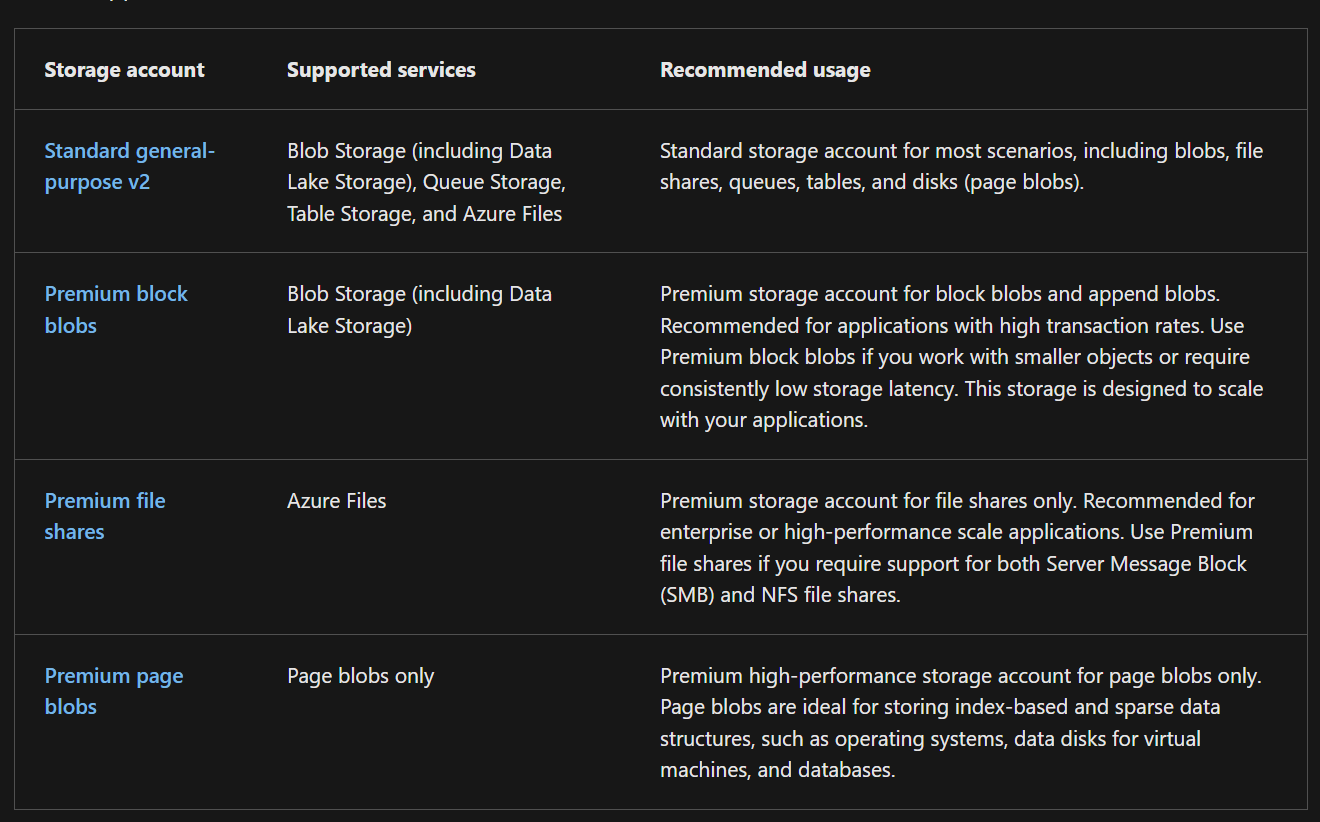 Storage account
Supported services
Recommended usage
Standard general-
purpose v2
Blob Storage (including Data
Lake Storage), Queue Storage,
Table Storage, and Azure Files
Standard storage account for most scenarios, including blobs, file
shares, queues, tables, and disks (page blobs).
Premium block
blobs
Blob Storage (including Data
Lake Storage)
Premium storage account for block blobs and append blobs.
Recommended for applications with high transaction rates. Use
Premium block blobs if you work with smaller objects or require
consistently low storage latency. This storage is designed to scale
with your applications.
Premium file
shares
Azure Files
Premium storage account for file shares only. Recommended for
enterprise or high-performance scale applications. Use Premium
file shares if you require support for both Server Message Block
(SMB) and NFS file shares.
Premium page
blobs
Page blobs only
Premium high-performance storage account for page blobs only.
Page blobs are ideal for storing index-based and sparse data
structures, such as operating systems, data disks for virtual
machines, and databases.